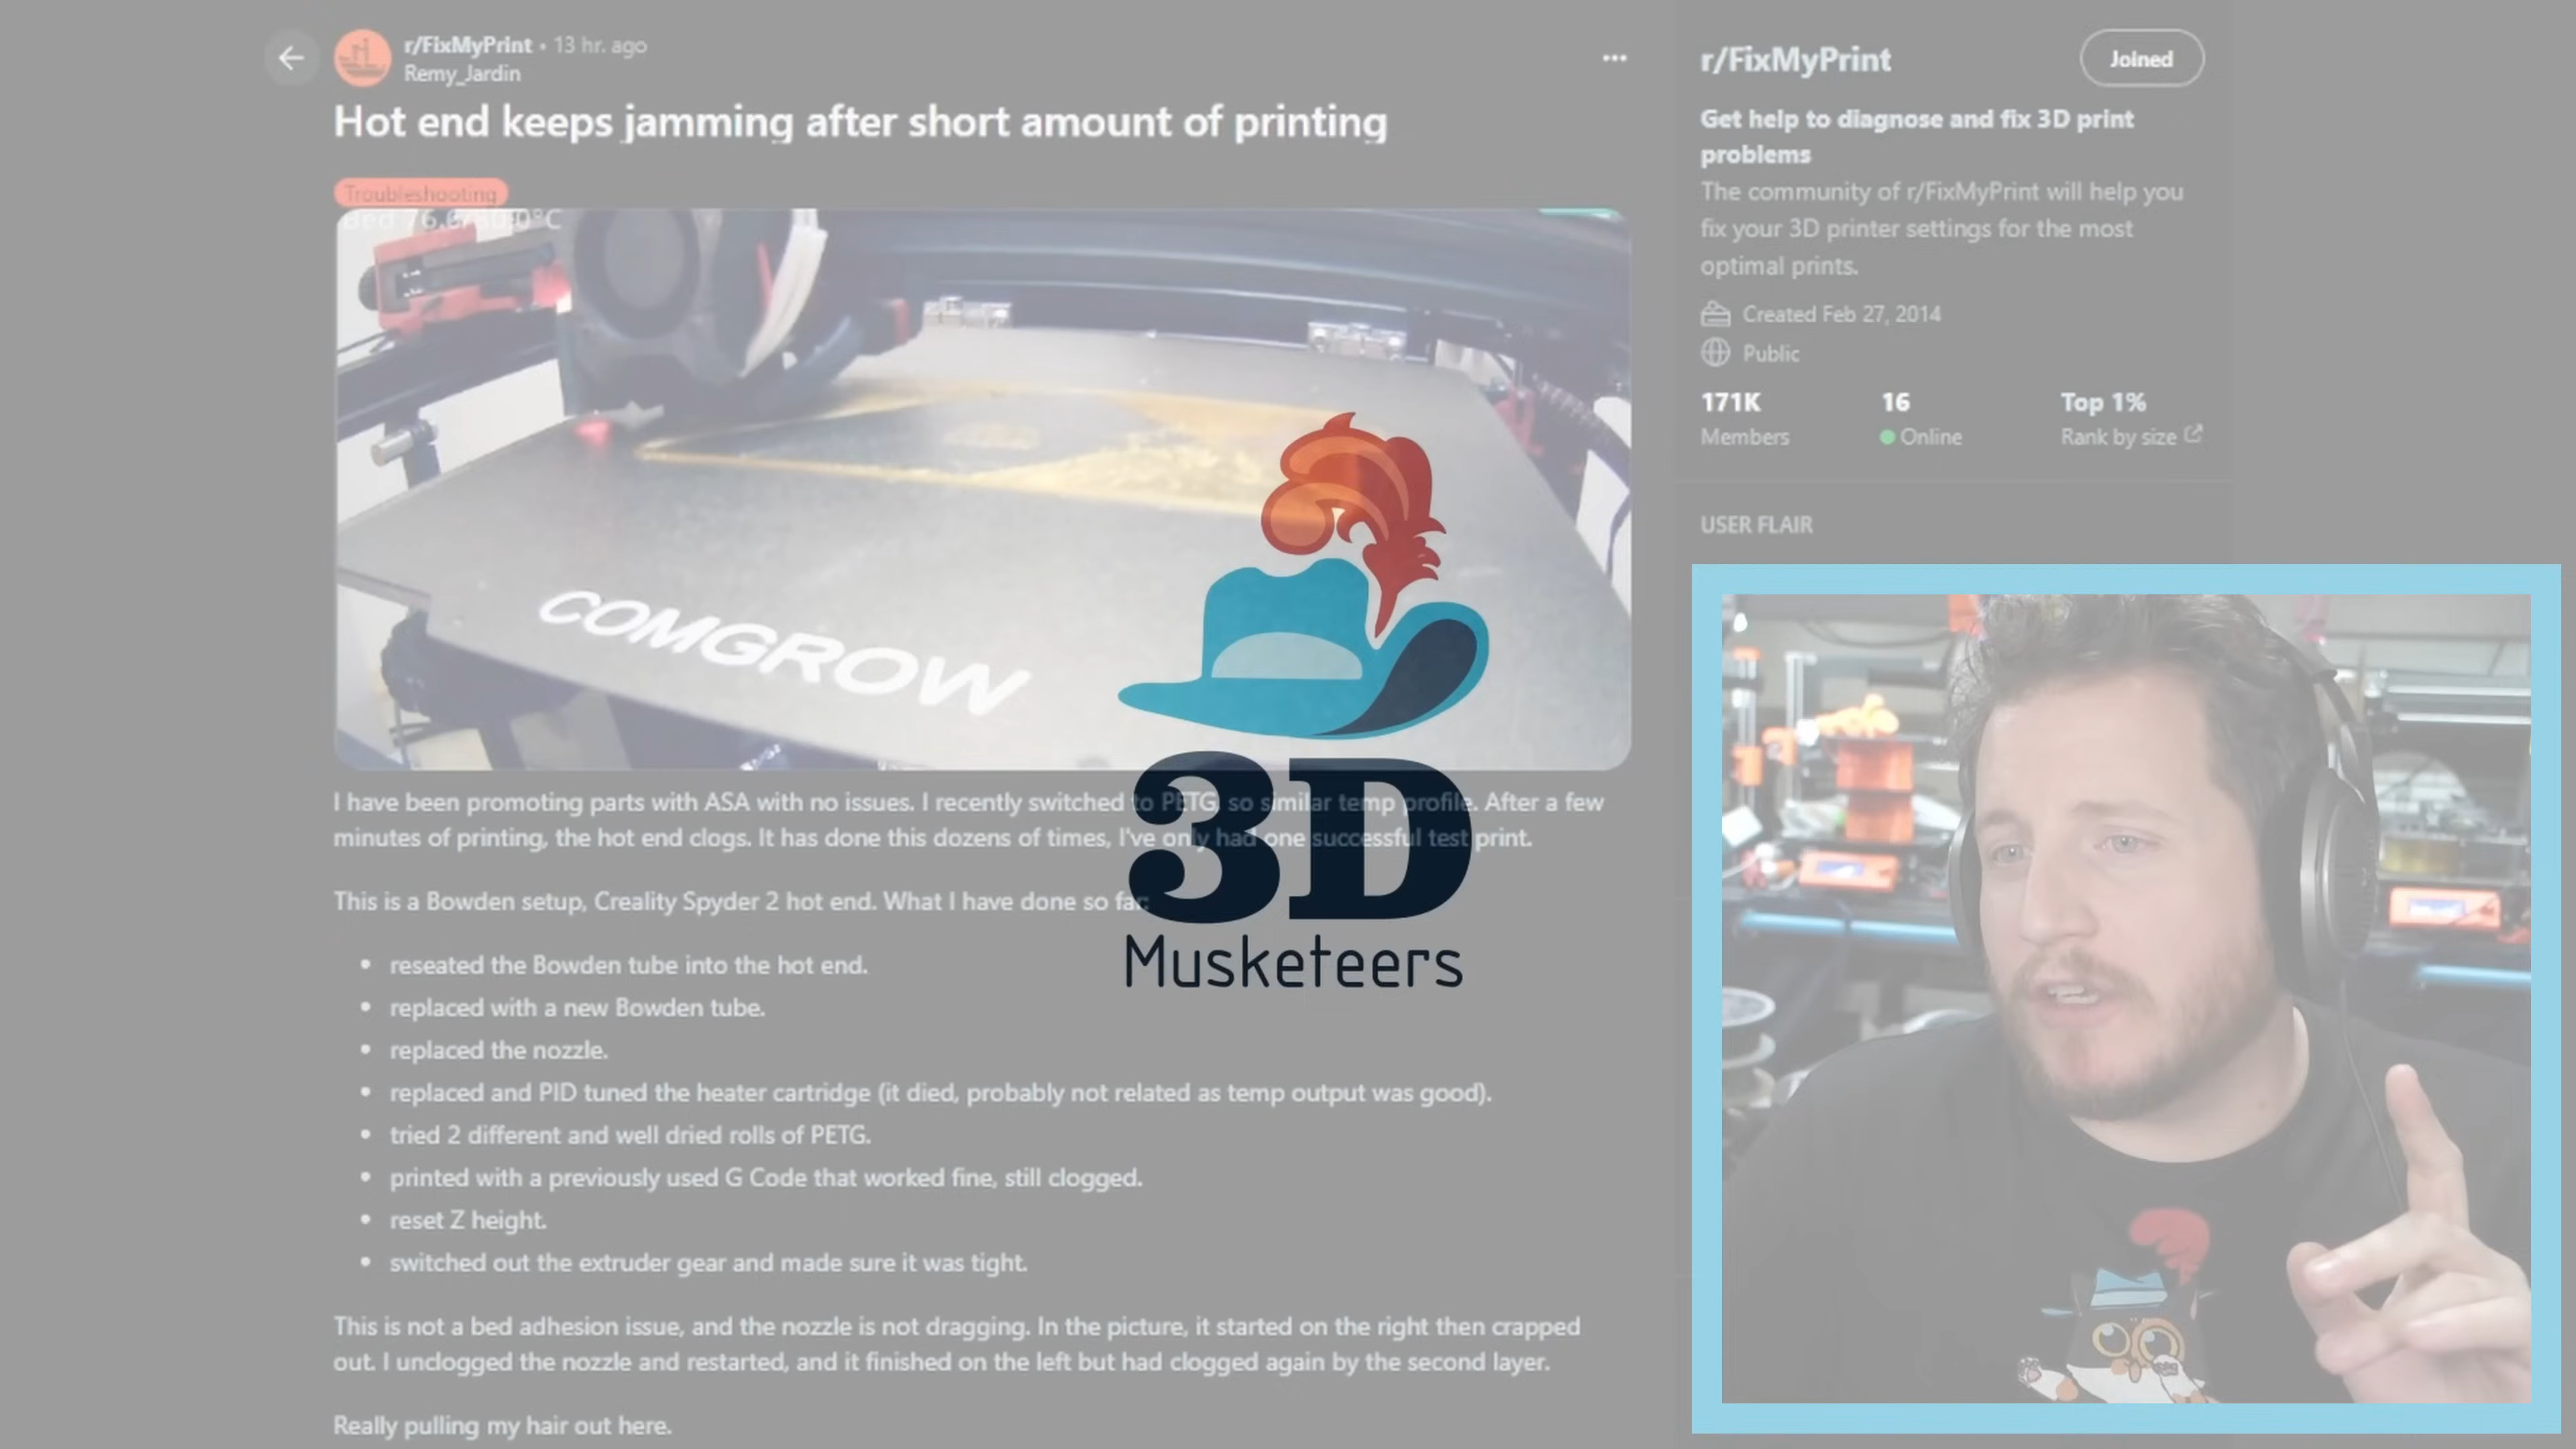 r/FixMyPrint • 13 hr. ago
Remy_Jardin
Hot end keeps jamming after short amount of printing
Troubleshooting
Bed 76.6/80.0°C
COMGROW
I have been promoting parts with ASA with no issues. I recently switched to PETG, so similar temp profile. After a few
minutes of printing, the hot end clogs. It has done this dozens of times, I've only had one successful test print.
This is a Bowden setup, Creality Spyder 2 hot end. What I have done so far:
• reseated the Bowden tube into the hot end.
• replaced with a new Bowden tube.
• replaced the nozzle.
• replaced and PID tuned the heater cartridge (it died, probably not related as temp output was good).
• tried 2 different and well dried rolls of PETG.
• printed with a previously used G Code that worked fine, still clogged.
• reset Z height.
• switched out the extruder gear and made sure it was tight.
This is not a bed adhesion issue, and the nozzle is not dragging. In the picture, it started on the right then crapped
out. I unclogged the nozzle and restarted, and it finished on the left but had clogged again by the second layer.
Really pulling my hair out here.
3D
Musketeers
r/FixMyPrint
Joined
Get help to diagnose and fix 3D print
problems
The community of r/FixMyPrint will help you
fix your 3D printer settings for the most
optimal prints.
Created Feb 27, 2014
Public
171K
Members
16
Online
Top 1%
Rank by size
USER FLAIR